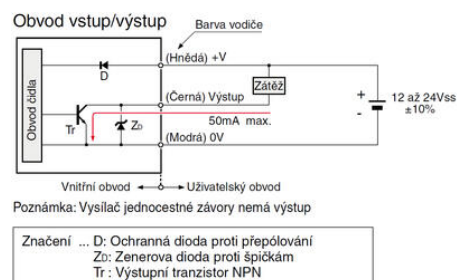 Obvod vstup/výstup
Barva vodiče
(Hnědá) +V
D
Zátěž
Obvod čidla
(Černá) Výstup
+
12 až 24Vss
±10%
-
Tr
ZD
50mA max.
(Modrá) 0V
Vnitřní obvod
Uživatelský obvod
Poznámka: Vysílač jednocestné závory nemá výstup
Značení ... D: Ochranná dioda proti přepólování
ZD: Zenerova dioda proti špičkám
Tr : Výstupní tranzistor NPN